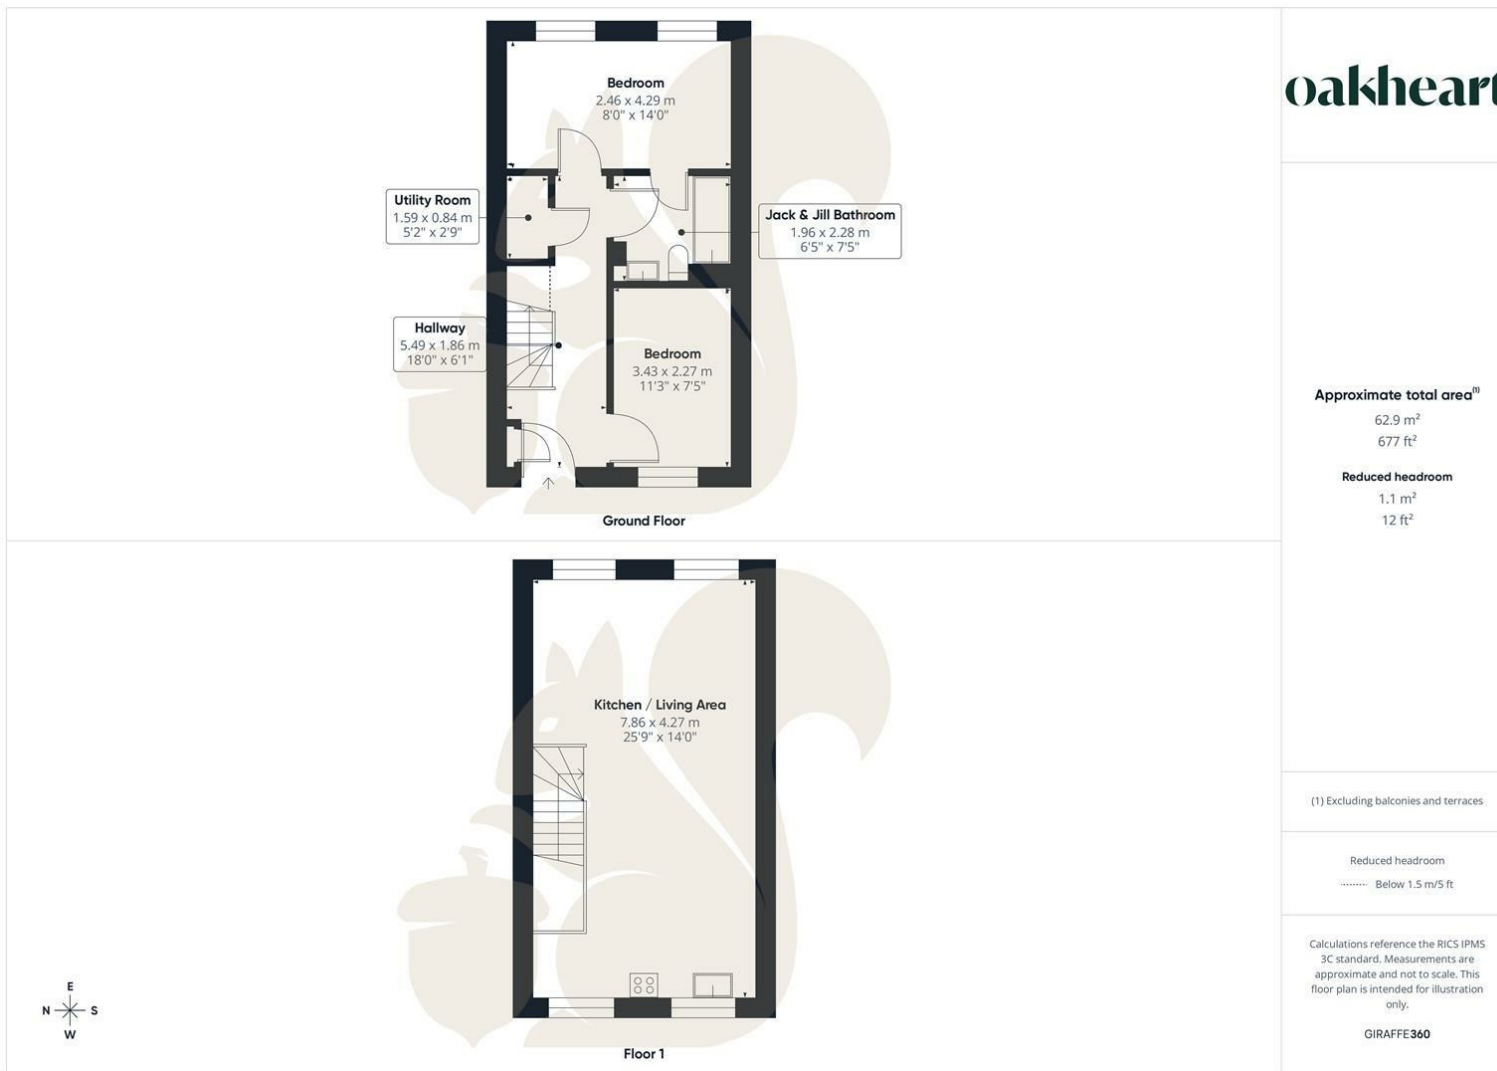 Bedroom
2.46 x 4.29 m
8'0" x 14'0"
Utility Room
1.59 x 0.84 m
5'2" x 2'9"
Jack & Jill Bathroom
1.96 x 2.28 m
6'5" x 7'5"
Hallway
5.49 x 1.86 m
18'0" x 6'1"
Bedroom
3.43 x 2.27 m
11'3" x 7'5"
Ground Floor
Kitchen / Living Area
7.86 x 4.27 m
25'9" x 14'0"
Floor 1
E
N S
W
oakheart
Approximate total area(1)
62.9 m²
677 ft²
Reduced headroom
1.1 m²
12 ft²
(1) Excluding balconies and terraces
Reduced headroom
Below 1.5 m/5 ft
Calculations reference the RICS IPMS
3C standard. Measurements are
approximate and not to scale. This
floor plan is intended for illustration
only.
GIRAFFE360